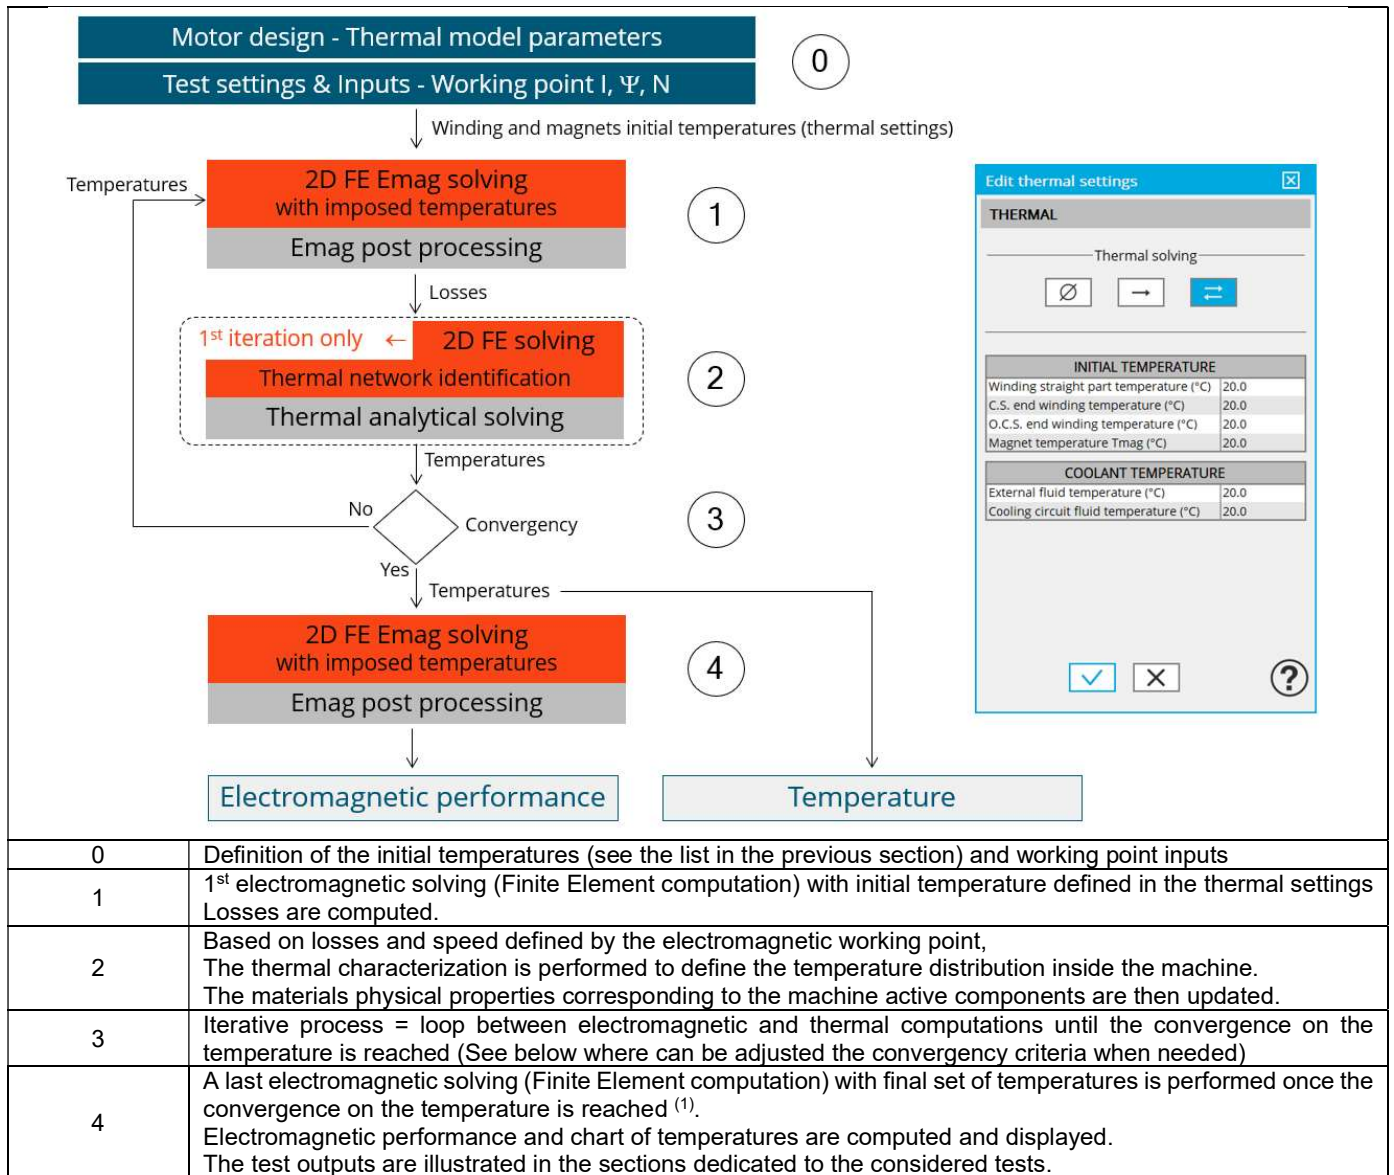 Motor design - Thermal model parameters
0
Test settings & Inputs - Working point I, Ψ, N
Winding and magnets initial temperatures (thermal settings)
Temperatures
2D FE Emag solving
with imposed temperatures
1
Emag post processing
Losses
1st iteration only ← 2D FE solving
Thermal network identification
2
Thermal analytical solving
Temperatures
No
Convergency
3
Yes
Temperatures
2D FE Emag solving
with imposed temperatures
4
Emag post processing
Electromagnetic performance
Temperature
Edit thermal settings
THERMAL
Thermal solving
INITIAL TEMPERATURE
Winding straight part temperature (°C) 20.0
C.S. end winding temperature (°C) 20.0
O.C.S. end winding temperature (°C) 20.0
Magnet temperature Tmag (°C) 20.0
COOLANT TEMPERATURE
External fluid temperature (°C) 20.0
Cooling circuit fluid temperature (°C) 20.0
?
0 Definition of the initial temperatures (see the list in the previous section) and working point inputs
1 1st electromagnetic solving (Finite Element computation) with initial temperature defined in the thermal settings
Losses are computed.
2 Based on losses and speed defined by the electromagnetic working point,
The thermal characterization is performed to define the temperature distribution inside the machine.
The materials physical properties corresponding to the machine active components are then updated.
3 Iterative process = loop between electromagnetic and thermal computations until the convergence on the
temperature is reached (See below where can be adjusted the convergency criteria when needed)
4 A last electromagnetic solving (Finite Element computation) with final set of temperatures is performed once the
convergence on the temperature is reached (1).
Electromagnetic performance and chart of temperatures are computed and displayed.
The test outputs are illustrated in the sections dedicated to the considered tests.